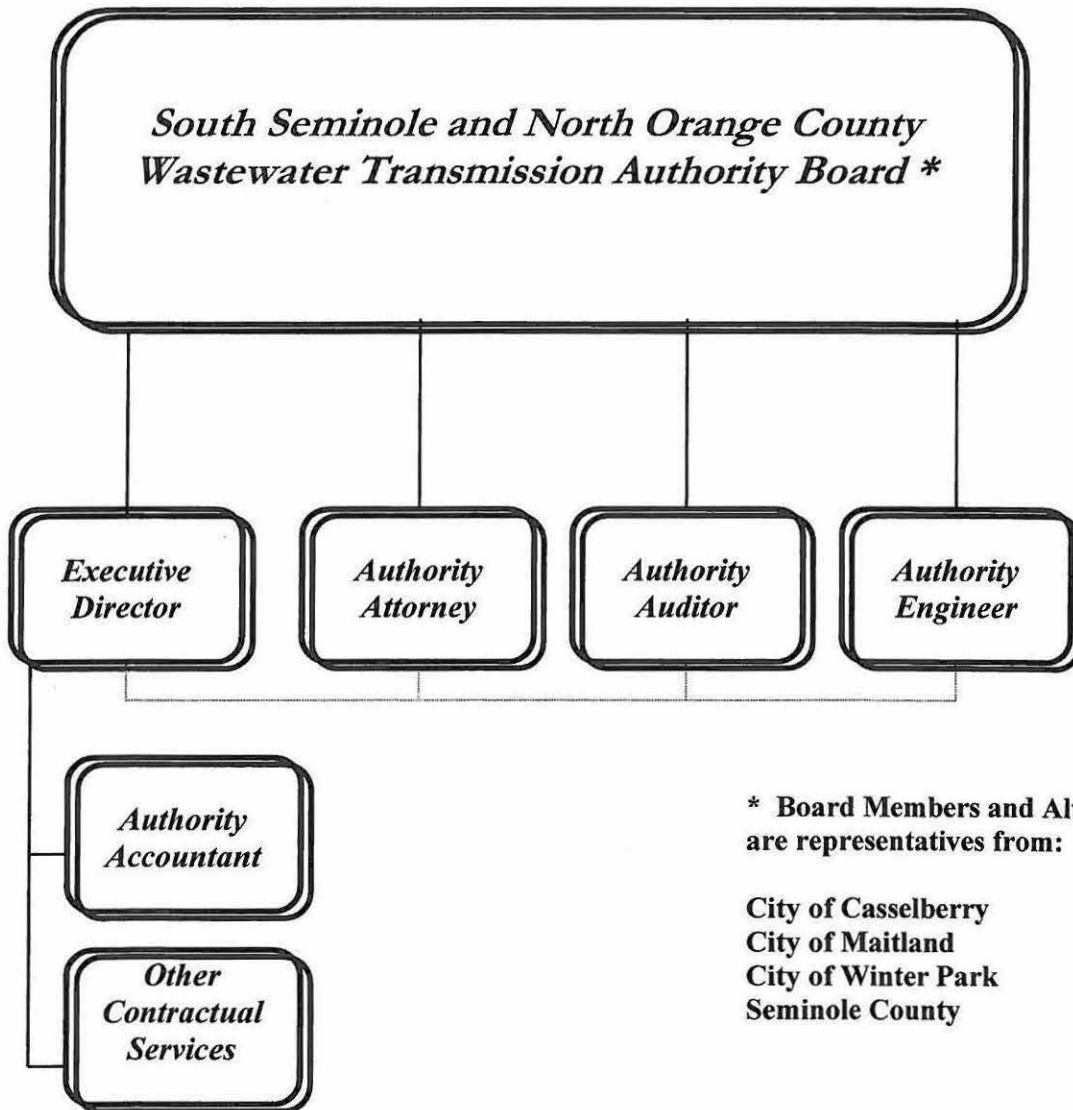 South Seminole and North Orange County
Wastewater Transmission Authority Board *
Executive
Director
Authority
Attorney
Authority
Auditor
Authority
Engineer
Authority
Accountant
Other
Contractual
Services
* Board Members and
are representatives from:
City of Casselberry
City of Maitland
City of Winter Park
Seminole County